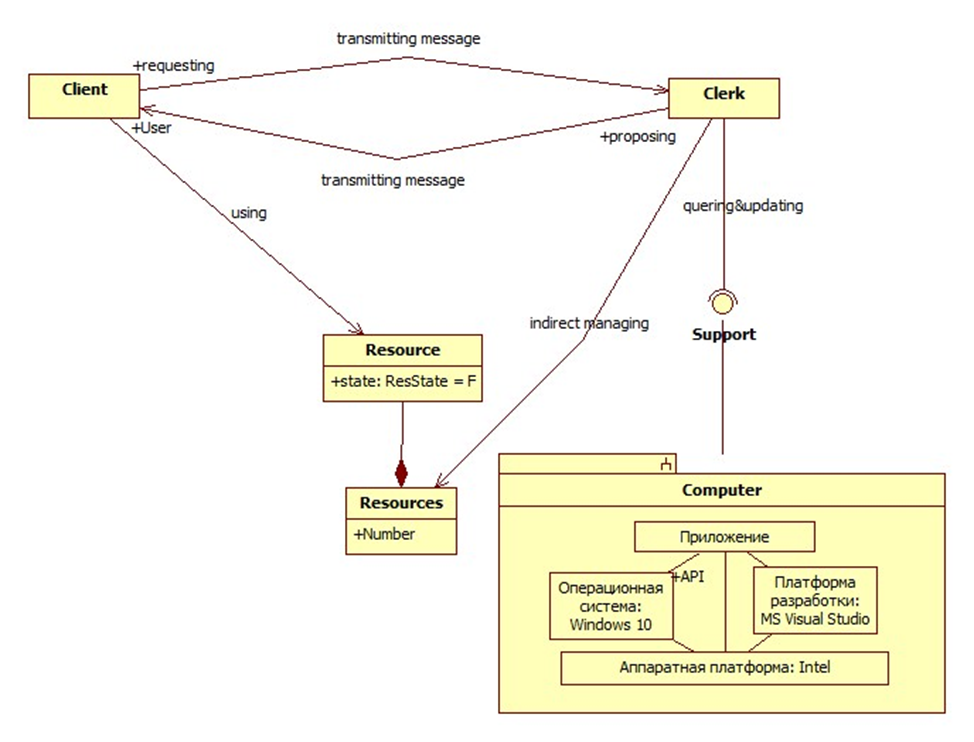 transmitting message
+requesting
Client
Clerk
+User
+proposing
transmitting message
using
quering&updating
indirect managing
Support
Resource
+state: ResState = F
Resources
+Number
Computer
Приложение
+API
Операционная
система:
Windows 10
Платформа
разработки:
MS Visual Studio
Аппаратная платформа: Intel